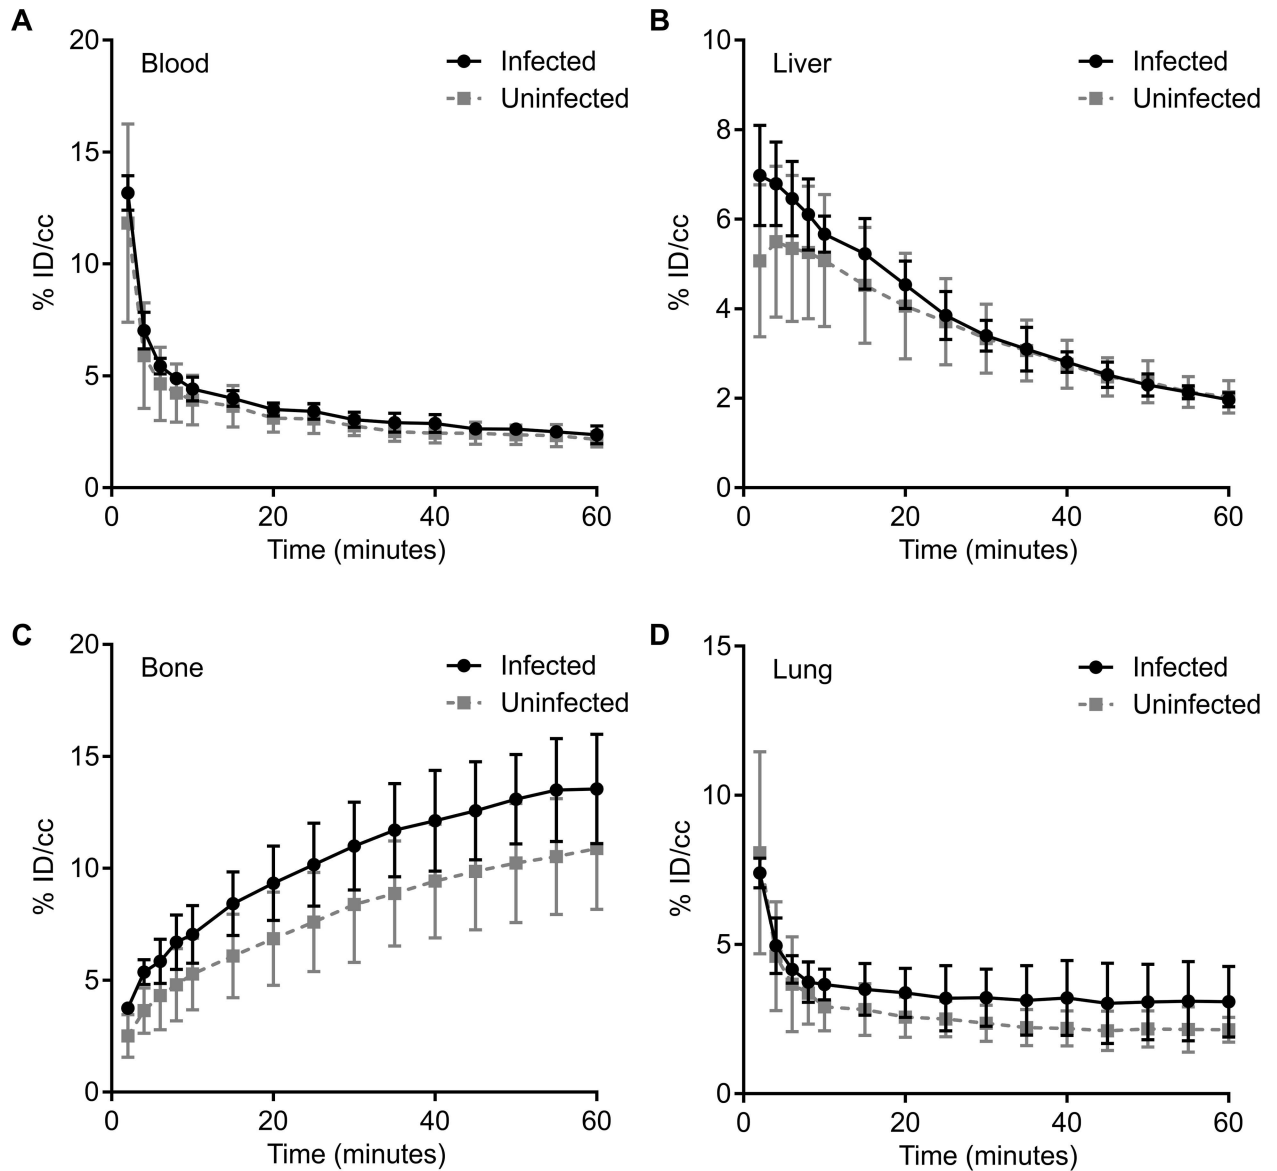 A
Blood
Infected
Uninfected
20
15
10
5
0
% ID/cc
0 20 40 60
Time (minutes)
B
Liver
Infected
Uninfected
10
8
6
4
2
0
% ID/cc
0 20 40 60
Time (minutes)
C
Bone
Infected
Uninfected
20
15
10
5
0
% ID/cc
0 20 40 60
Time (minutes)
D
Lung
Infected
Uninfected
15
10
5
0
% ID/cc
0 20 40 60
Time (minutes)